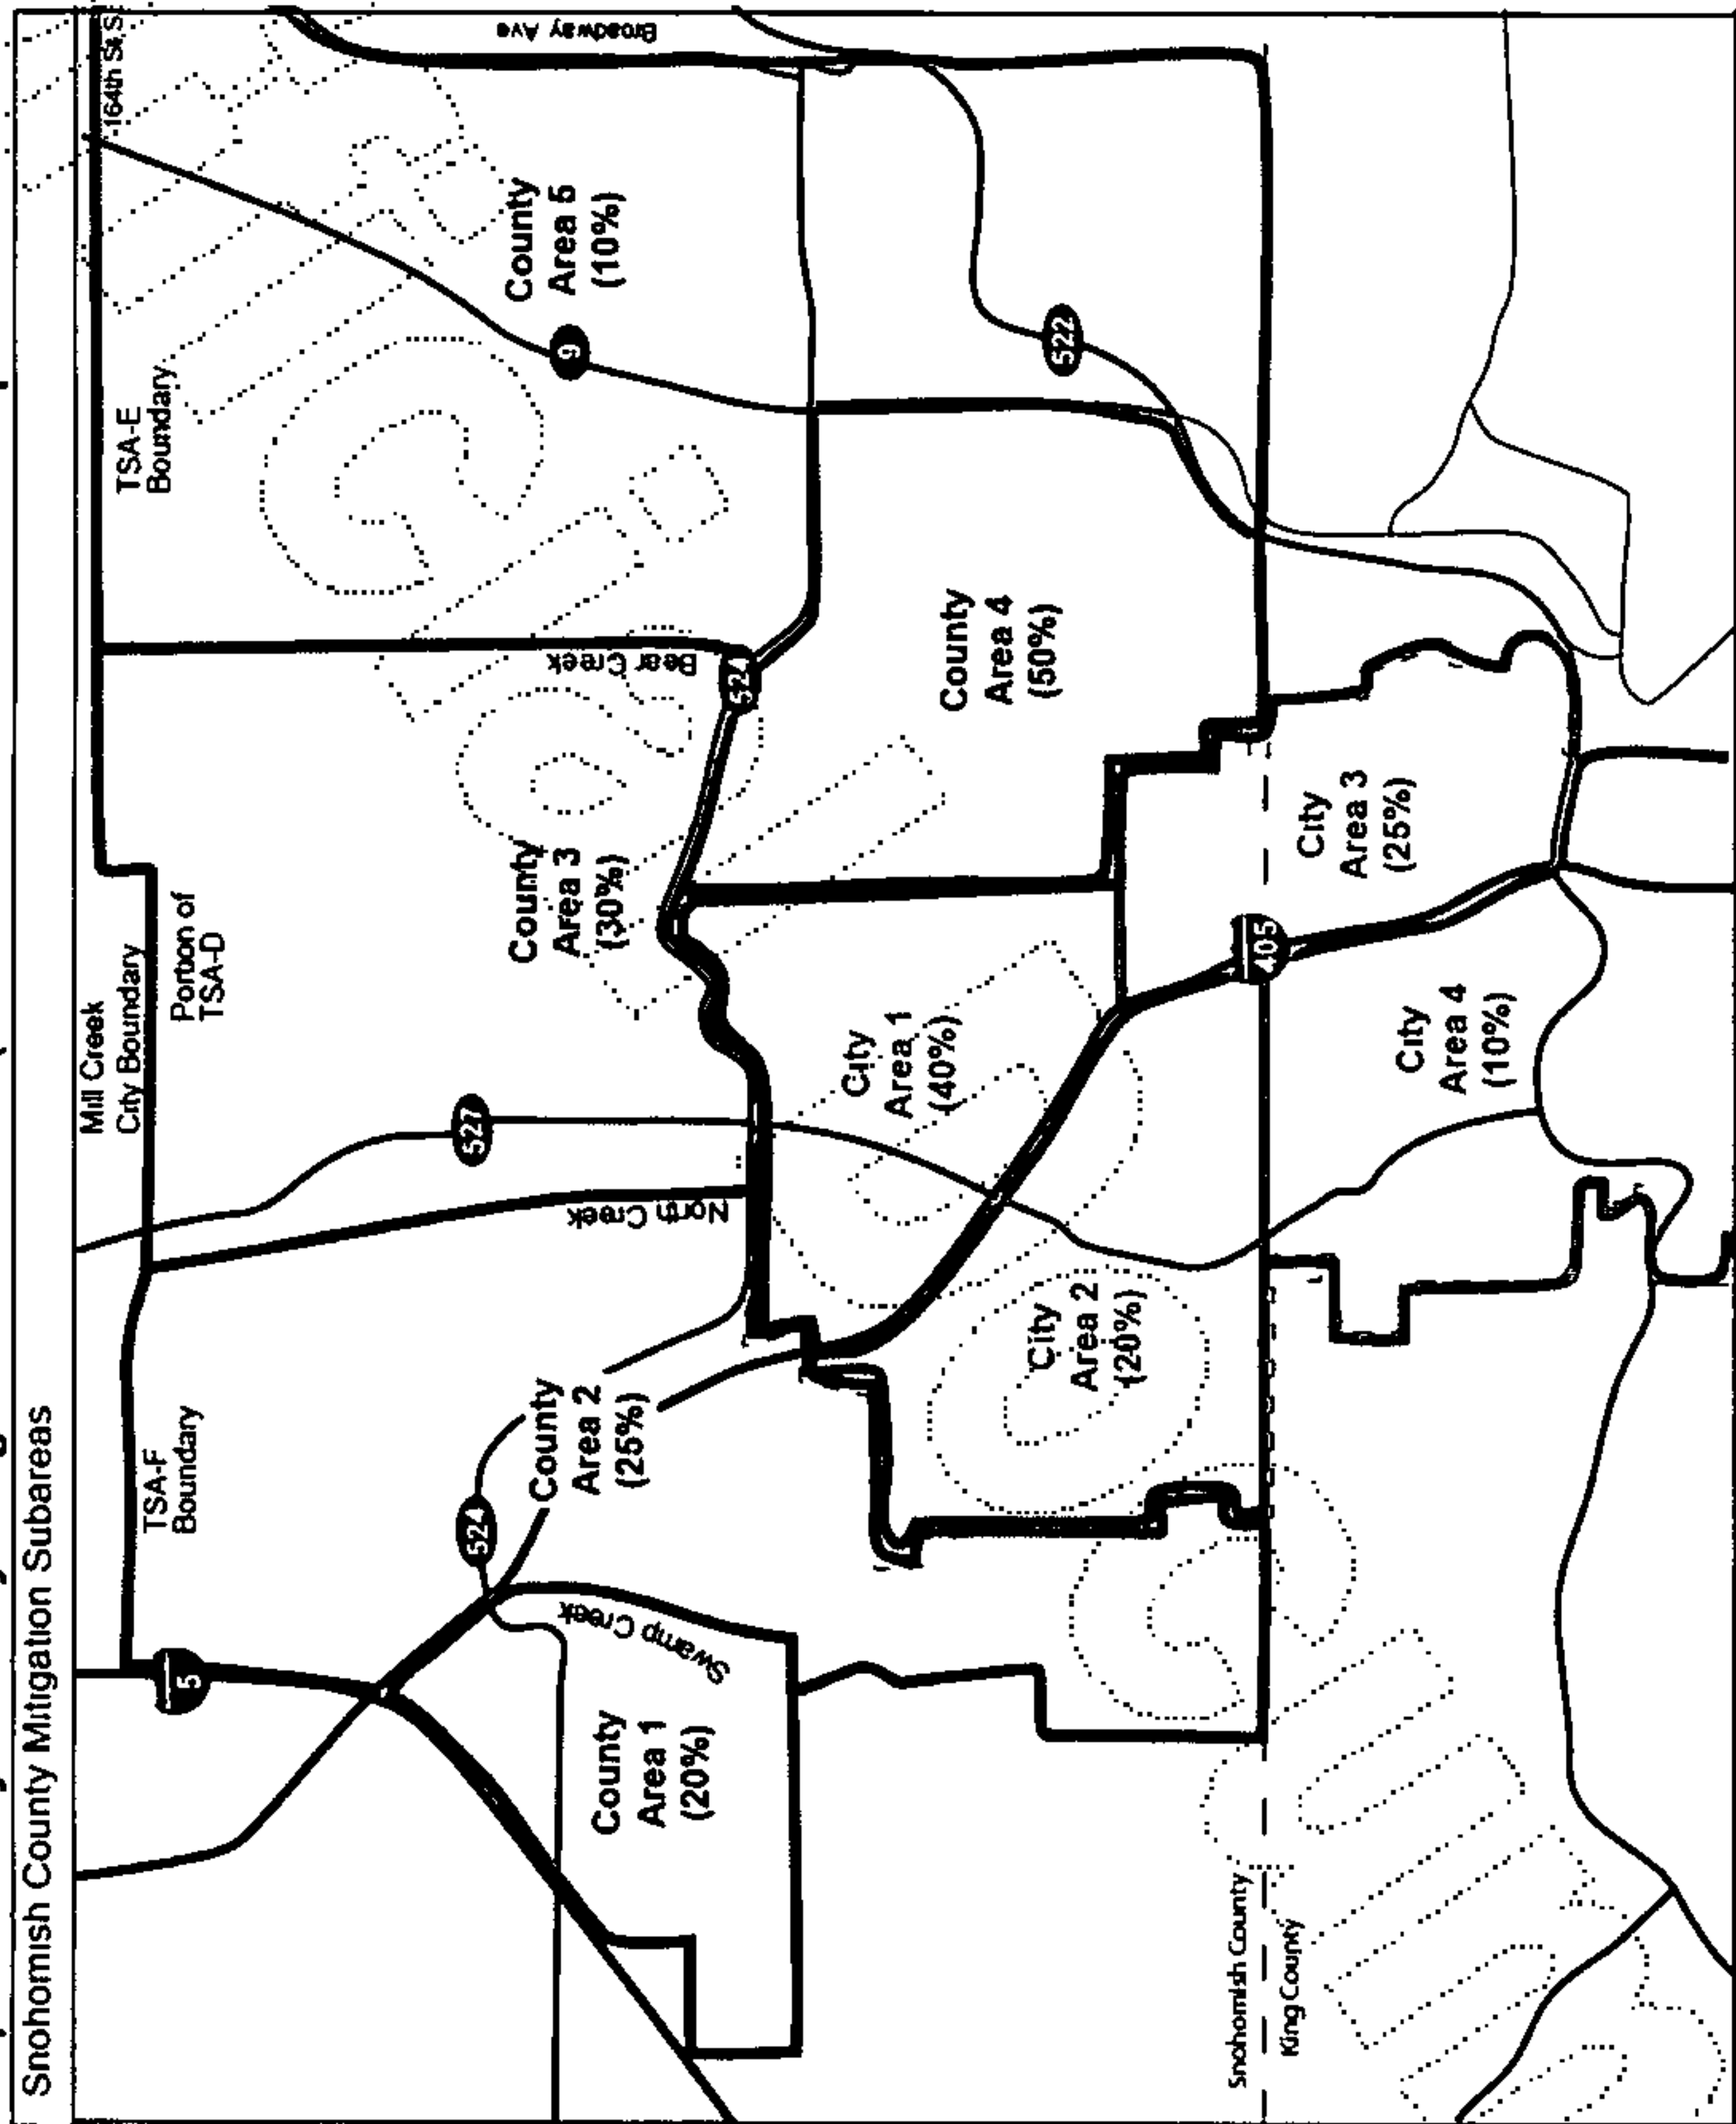 Snohomish County Mitigation Subareas
Mill Creek
City Boundary
164th St. S
TSA-E
Boundary
TSA-F
Boundary
Portion of
TSA-D
5
527
524
Broadway Ave
County
Area 5
(10%)
County
Area 3
(30%)
County
Area 2
(25%)
9
North Creek
Bear Creek
Swamp Creek
County
Area 1
(20%)
524
City
Area 1
(40%)
County
Area 4
(50%)
522
City
Area 2
(20%)
Snohomish County
King County
405
City
Area 3
(25%)
City
Area 4
(10%)